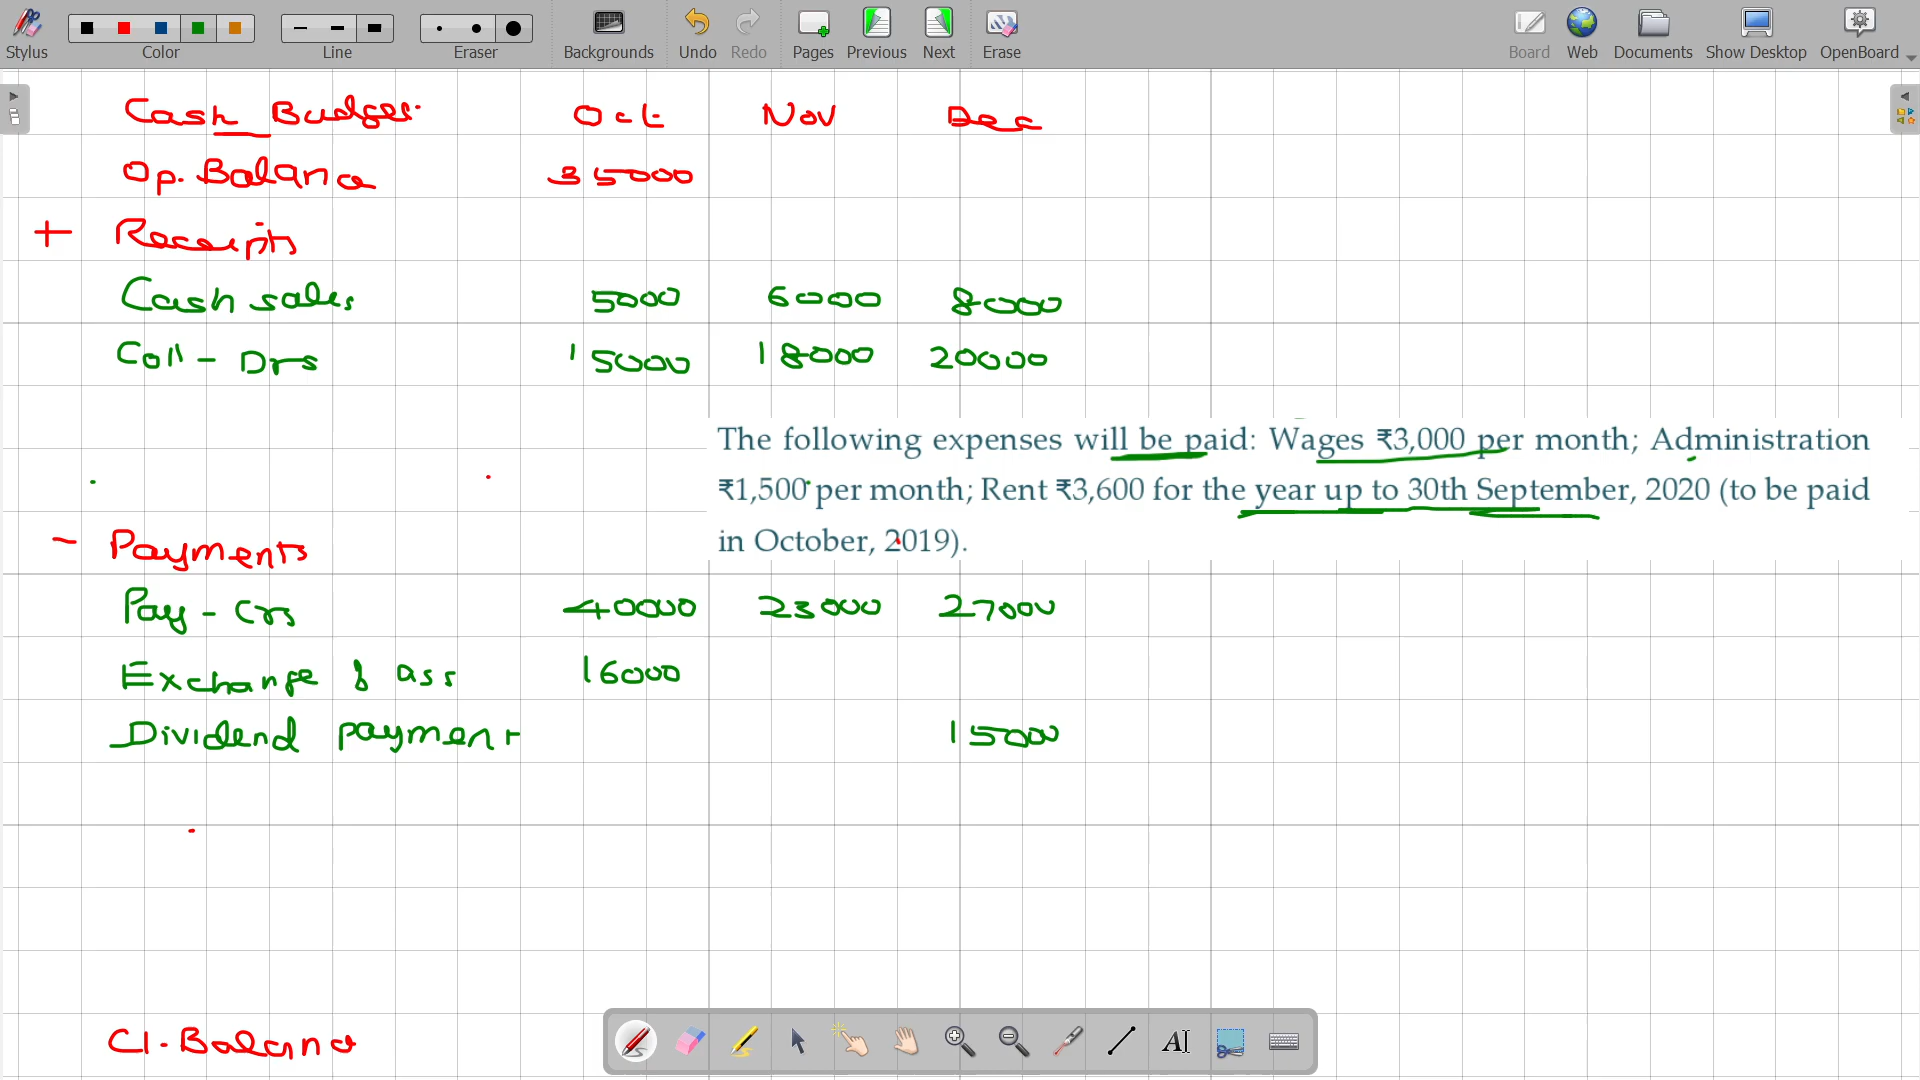 Stylus Color Line Eraser Backgrounds Undo Redo Pages Previous Next Erase Board Web Documents Show Desktop OpenBoard
Cash Budget Oct Nov Dec
Op. Balance 35000
+ Receipts
Cash sales 5000 6000 8000
Coll - Drs 15000 18000 20000
The following expenses will be paid: Wages ₹3,000 per month; Administration
₹1,500 per month; Rent ₹3,600 for the year up to 30th September, 2020 (to be paid
in October, 2019).
- Payments
Pay - Crs 40000 23000 27000
Exchange of ass 16000
Dividend payment 15000
Cl. Balance
AI